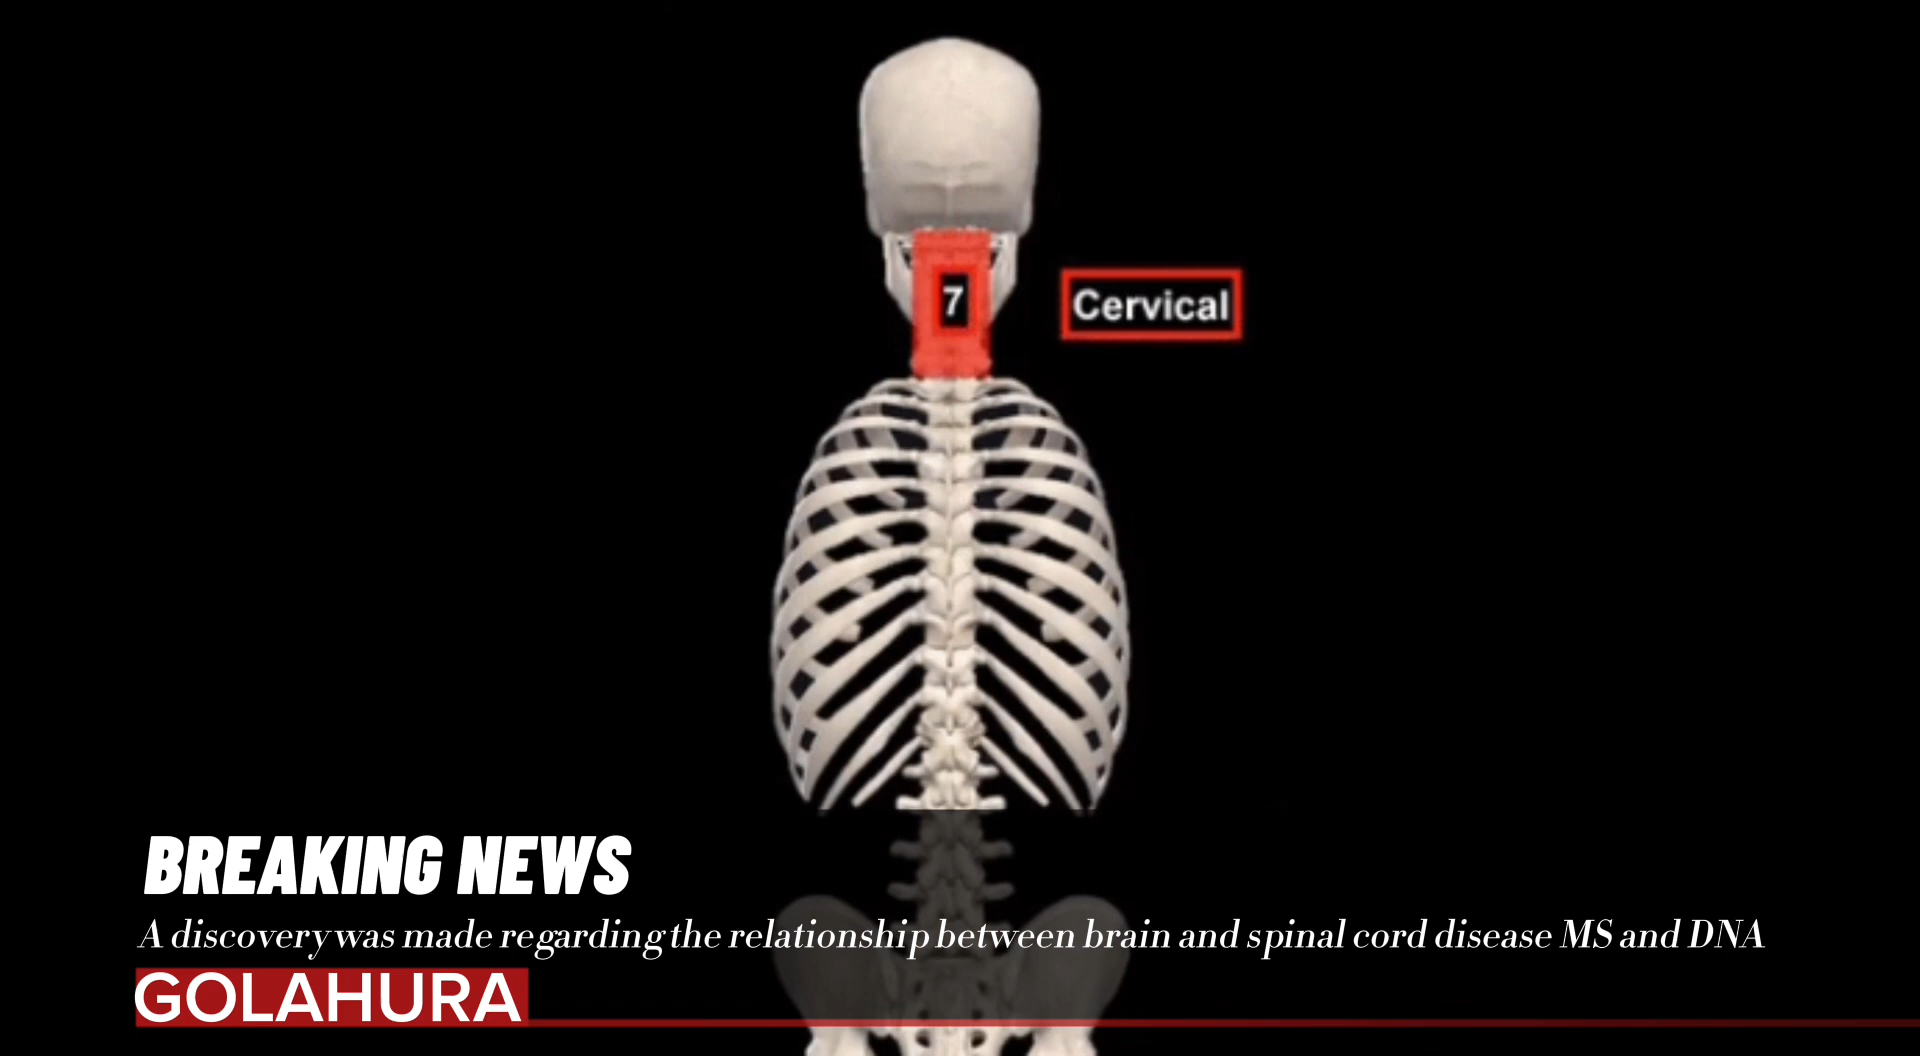 7
Cervical
BREAKING NEWS
A discovery was made regarding the relationship between brain and spinal cord disease MS and DNA
GOLAHURA